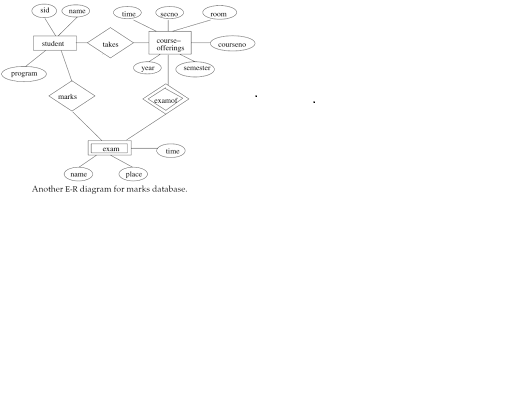 sid
name
time
secno
room
student
takes
course–
offerings
courseno
program
year
semester
marks
examof
exam
time
name
place
Another E-R diagram for marks database.